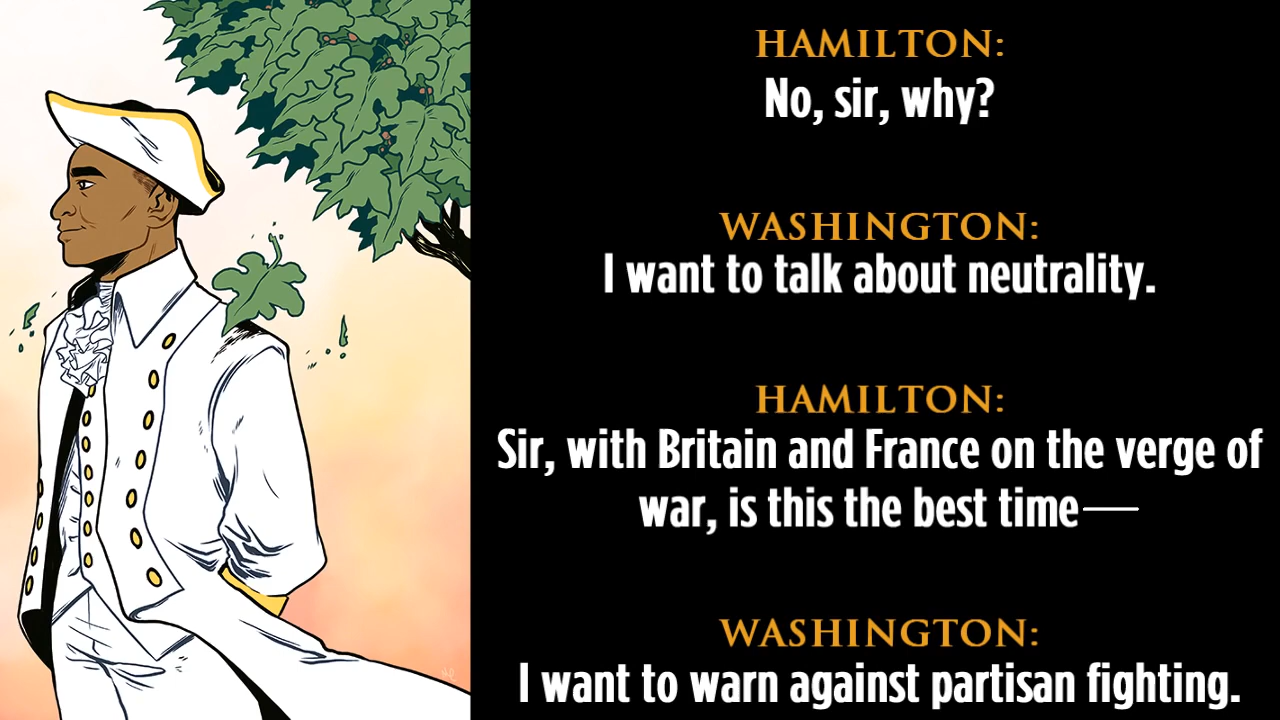 HAMILTON:
No, sir, why?
WASHINGTON:
I want to talk about neutrality.
HAMILTON:
Sir, with Britain and France on the verge of
war, is this the best time—
WASHINGTON:
I want to warn against partisan fighting.